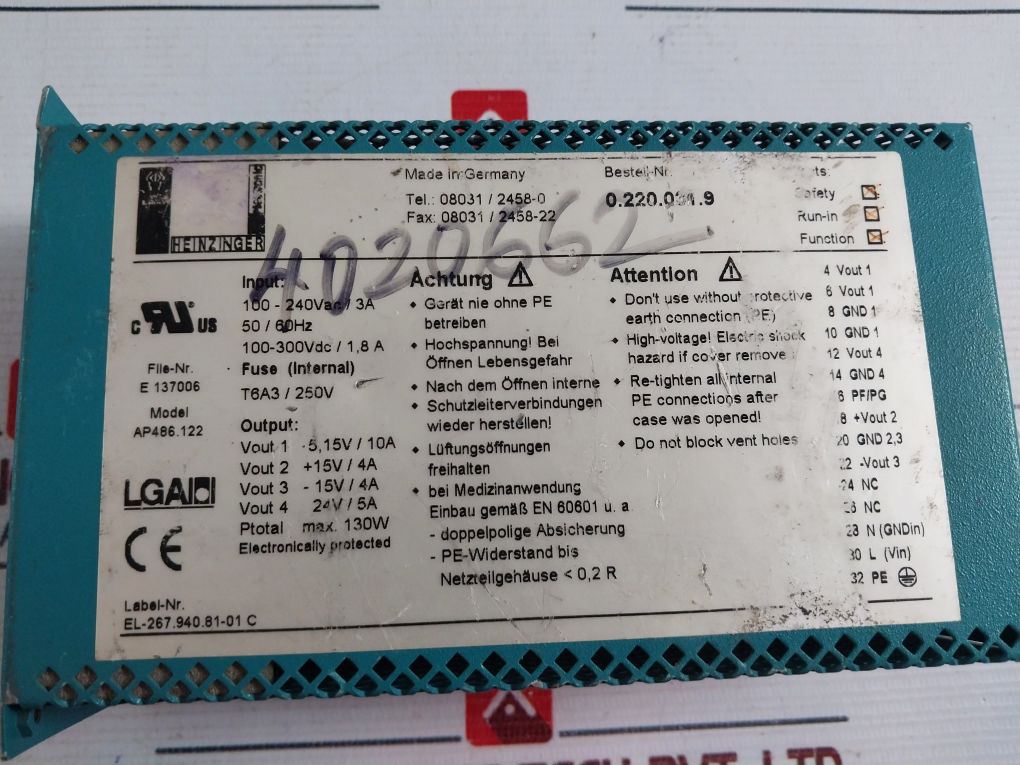 HEINZINGER
Made in Germany
Tel.: 08031 / 2458-0
Fax: 08031 / 2458-22
Bestell-Nr.
Safety
Run-in
Function
4020662
Input:
100 - 240Vac / 3A
50 / 60Hz
100-300Vdc / 1,8 A
Fuse (Internal)
T6A3 / 250V
Output:
Vout 1 5,15V / 10A
Vout 2 +15V / 4A
Vout 3 - 15V / 4A
Vout 4 24V / 5A
Ptotal max. 130W
Electronically protected
c RU US
File-Nr.
E 137006
Model
AP486.122
LGA
CE
Label-Nr.
EL-267.940.81-01 C
Achtung
Gerät nie ohne PE
betreiben
Hochspannung! Bei
Öffnen Lebensgefahr
Nach dem Öffnen interne
Schutzleiterverbindungen
wieder herstellen!
Lüftungsöffnungen
freihalten
bei Medizinanwendung
Einbau gemäß EN 60601 u. a
- doppelpolige Absicherung
- PE-Widerstand bis
Netzteilgehäuse < 0,2 R
Attention
Don't use without protective
earth connection (PE)
High-voltage! Electric shock
hazard if cover remove
Re-tighten all internal
PE connections after
case was opened!
Do not block vent holes
4 Vout 1
6 Vout 1
8 GND 1
10 GND 1
12 Vout 4
14 GND 4
6 PF/PG
8 +Vout 2
20 GND 2,3
22 -Vout 3
24 NC
26 NC
28 N (GNDin)
30 L (Vin)
32 PE
PVT. LTD